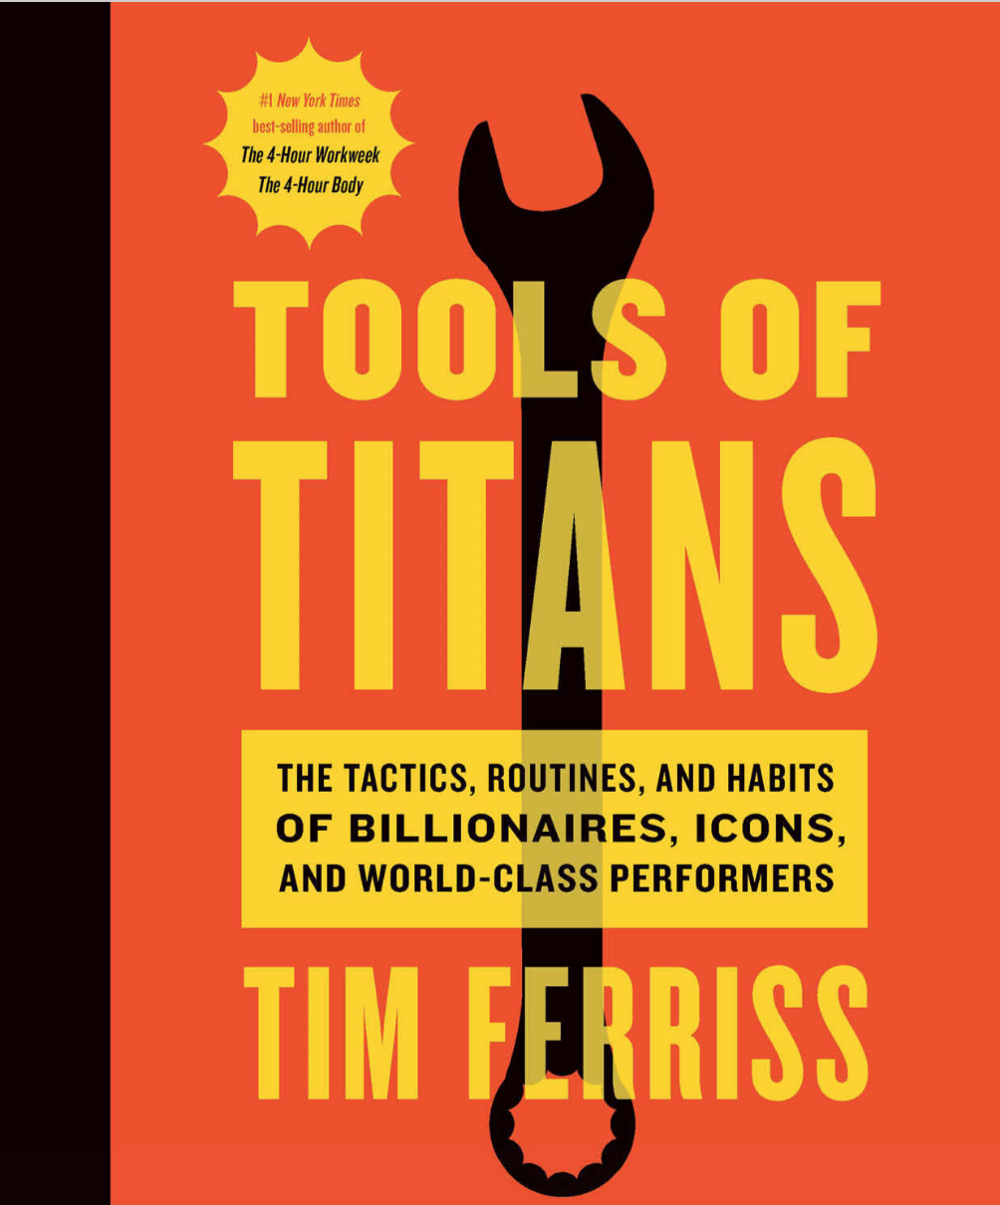 #1 New York Times
best-selling author of
The 4-Hour Workweek
The 4-Hour Body
TOOLS OF
TITANS
THE TACTICS, ROUTINES, AND HABITS
OF BILLIONAIRES, ICONS,
AND WORLD-CLASS PERFORMERS
TIM FERRISS